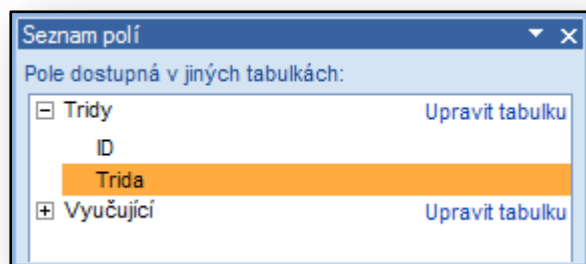 Seznam polí
Pole dostupná v jiných tabulkách:
Tridy Upravit tabulku
ID
Trida
Vyučující Upravit tabulku